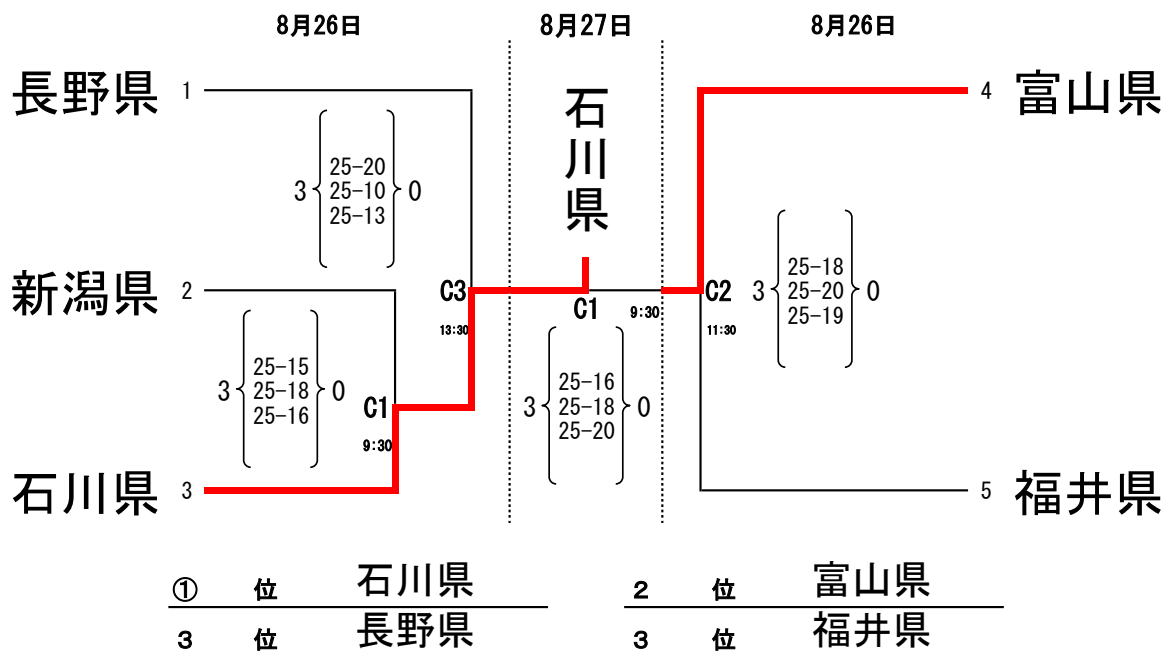 8月26日
8月27日
8月26日
長野県 1
4 富山県
石川県
25-20
3 25-10 0
25-13
25-18
3 25-20 0
25-19
新潟県 2
C3
C2
C1
9:30
13:30
11:30
25-15
3 25-18 0
25-16
C1
9:30
25-16
3 25-18 0
25-20
石川県 3
5 福井県
① 位 石川県
2 位 富山県
3 位 長野県
3 位 福井県